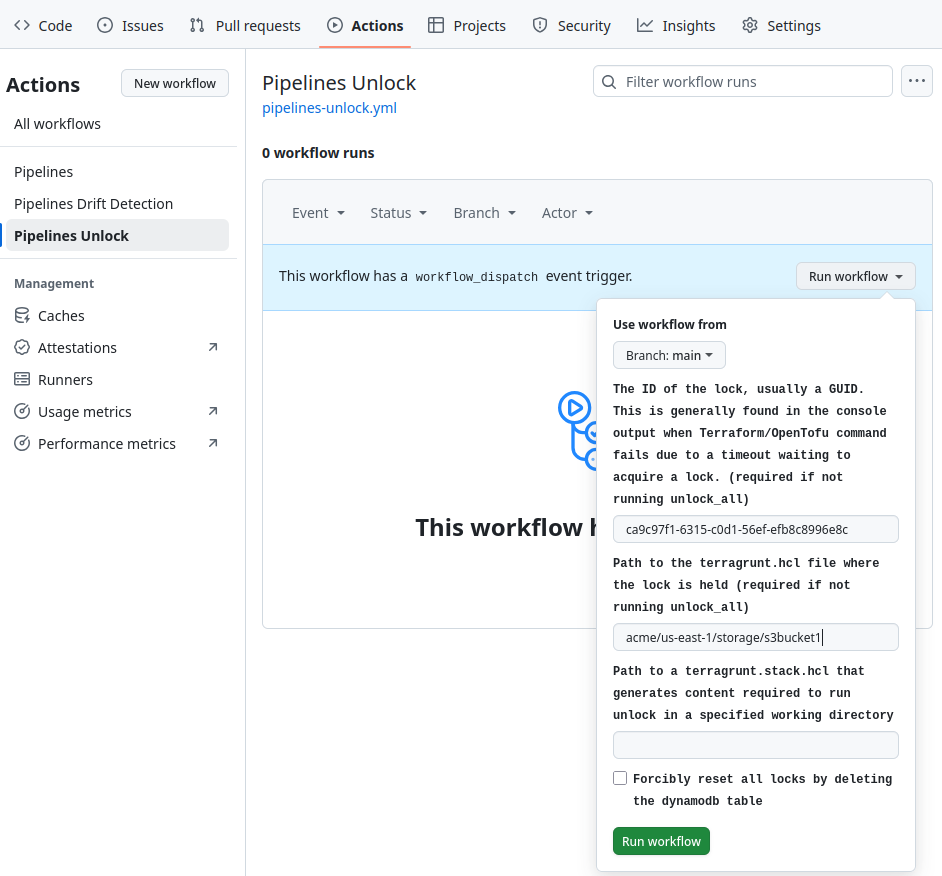 Code Issues Pull requests Actions Projects Security Insights Settings
Actions New workflow
All workflows
Pipelines
Pipelines Drift Detection
Pipelines Unlock
Management
Caches
Attestations
Runners
Usage metrics
Performance metrics
Pipelines Unlock
pipelines-unlock.yml
Filter workflow runs
0 workflow runs
Event Status Branch Actor
This workflow has a workflow_dispatch event trigger.
Run workflow
This workflow
Use workflow from
Branch: main
The ID of the lock, usually a GUID.
This is generally found in the console
output when Terraform/OpenTofu command
fails due to a timeout waiting to
acquire a lock. (required if not
running unlock_all)
ca9c97f1-6315-c0d1-56ef-efb8c8996e8c
Path to the terragrunt.hcl file where
the lock is held (required if not
running unlock_all)
acme/us-east-1/storage/s3bucket1
Path to a terragrunt.stack.hcl that
generates content required to run
unlock in a specified working directory
Forcibly reset all locks by deleting
the dynamodb table
Run workflow